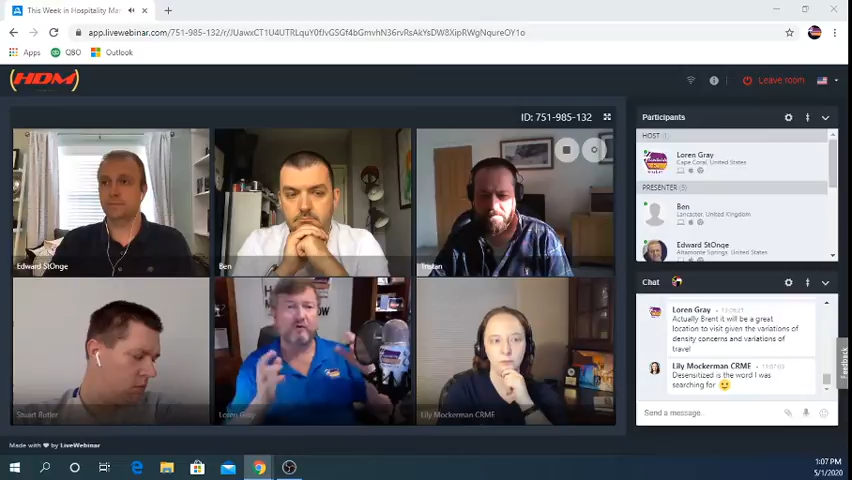 This Week in Hospitality Mar
app.livewebinar.com/751-985-132/r/JUawxCT1U4UTRLquY0fJvGSGf4bGmvhN36rvRsAkYsDW8XipRWgNqureOY1o
Apps QBO Outlook
(HDM)
Leave room
ID: 751-985-132
Edward StOnge
Ben
Tristan
Stuart Butler
Loren Gray
Lily Mockerman CRME
Participants
HOST (1)
Loren Gray
Cape Coral, United States
PRESENTER (5)
Ben
Lancaster, United Kingdom
Edward StOnge
Altamonte Springs, United States
Chat
Loren Gray
Actually Brent it will be a great
location to visit given the variations of
density concerns and variations of
travel
Lily Mockerman CRME
Desensitized is the word I was
searching for
Send a message..
Feedback
Made with ❤ by LiveWebinar
1:07 PM
5/1/2020